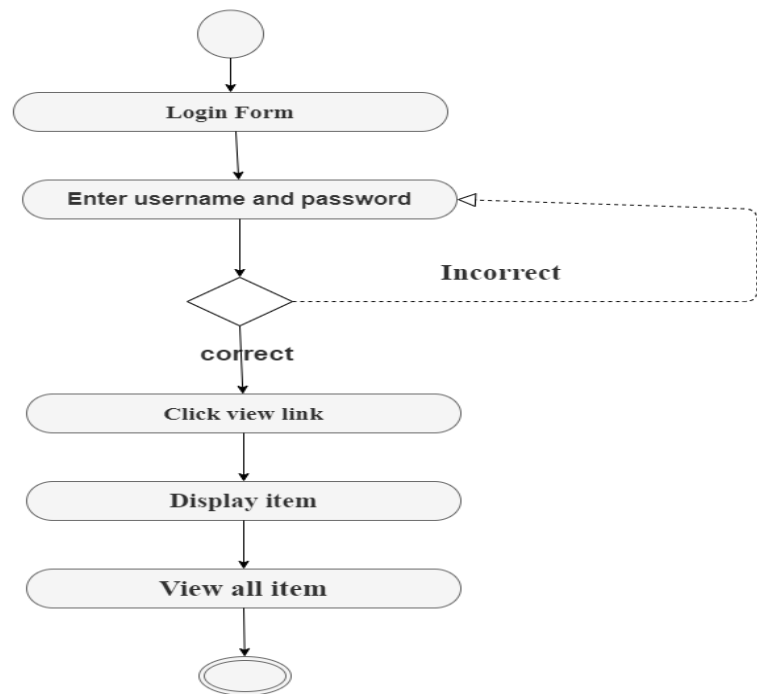 Login Form
Enter username and password
Incorrect
correct
Click view link
Display item
View all item